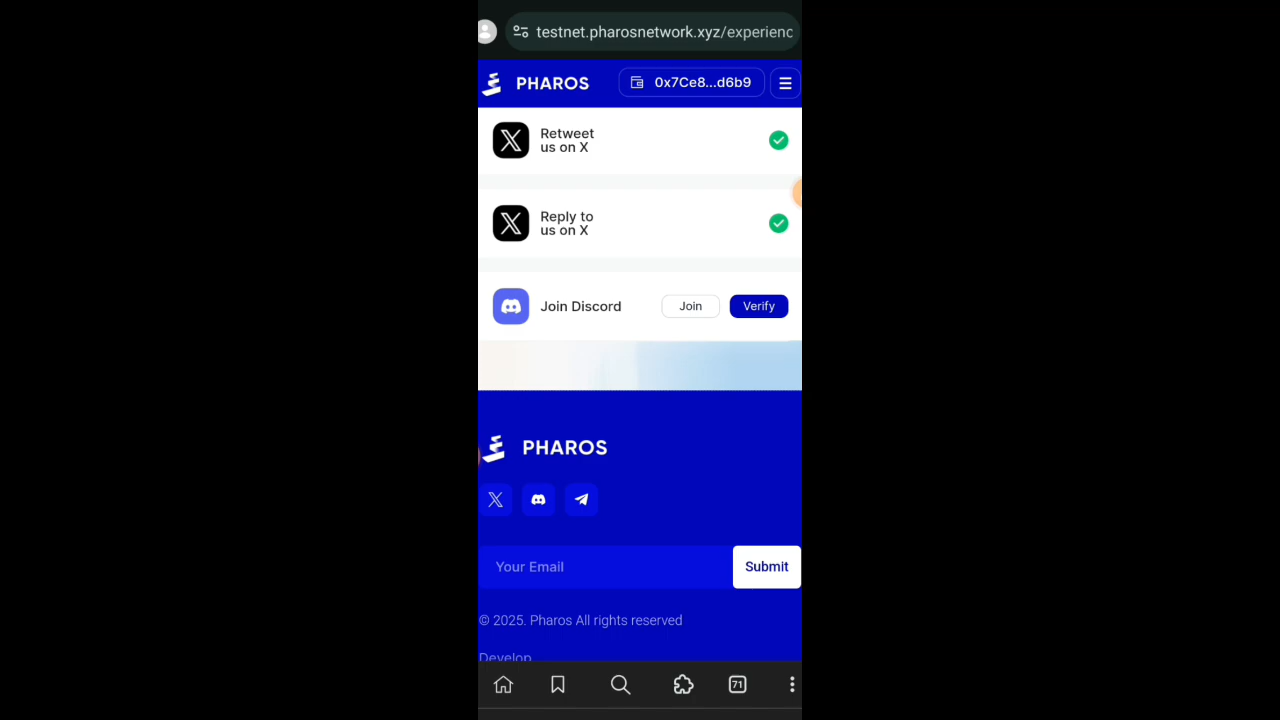 testnet.pharosnetwork.xyz/experienc
PHAROS
0x7Ce8...d6b9
Retweet
us on X
Reply to
us on X
Join Discord
Join
Verify
PHAROS
Your Email
Submit
© 2025. Pharos All rights reserved
Develop
71